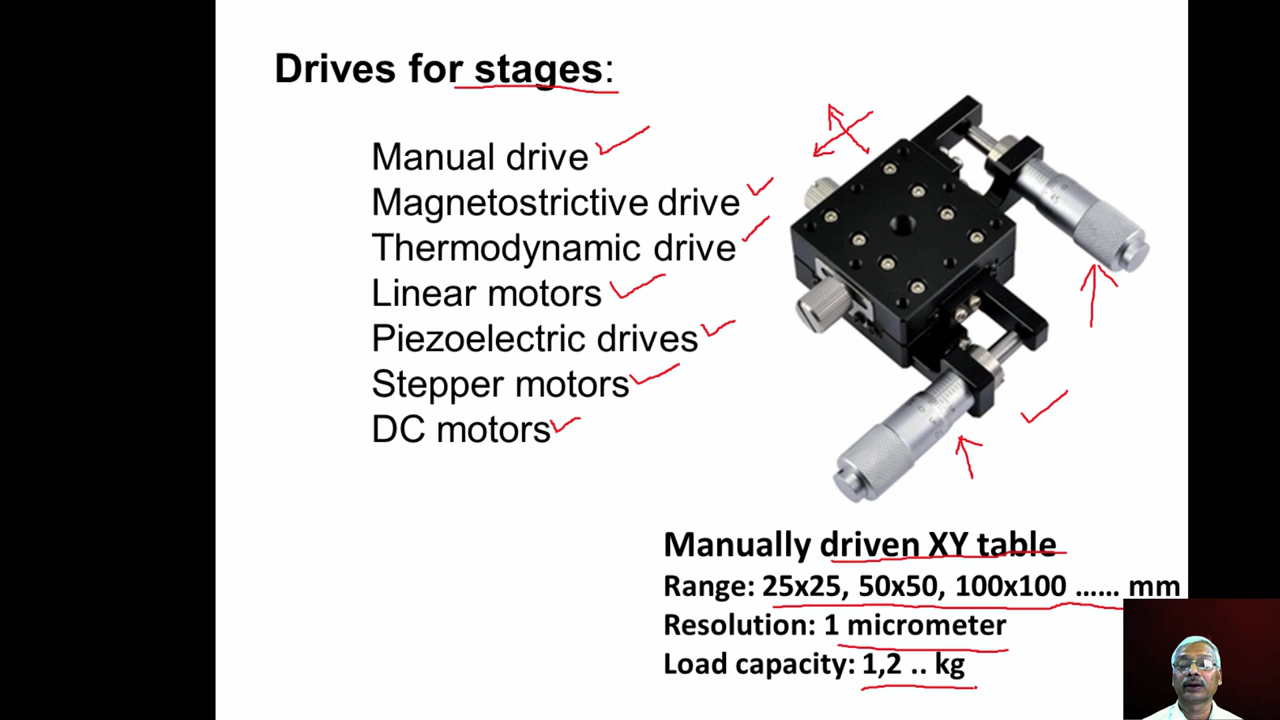 Drives for stages:
Manual drive
Magnetostrictive drive
Thermodynamic drive
Linear motors
Piezoelectric drives
Stepper motors
DC motors
Manually driven XY table
Range: 25x25, 50x50, 100x100 ...... mm
Resolution: 1 micrometer
Load capacity: 1,2 .. kg